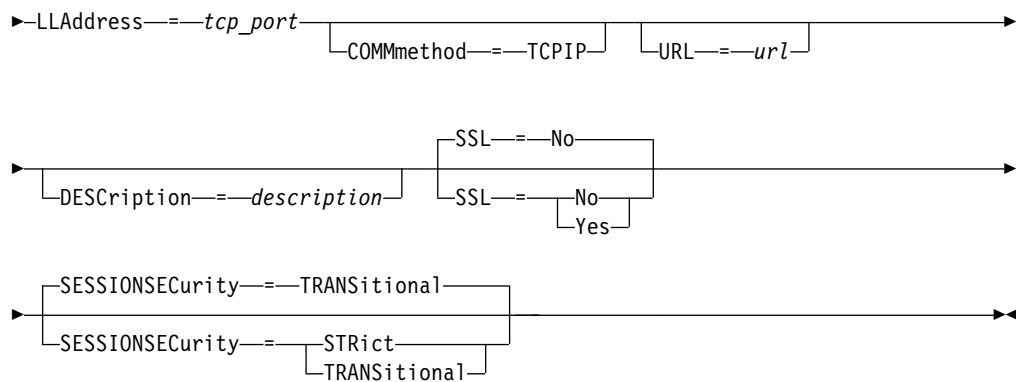 LLAddress = tcp_port
COMMmethod = TCPIP URL = url
SSL = No
DESCription = description SSL = No
Yes
SESSIONSECurity = TRANSitional
SESSIONSECurity = STRict
TRANSitional